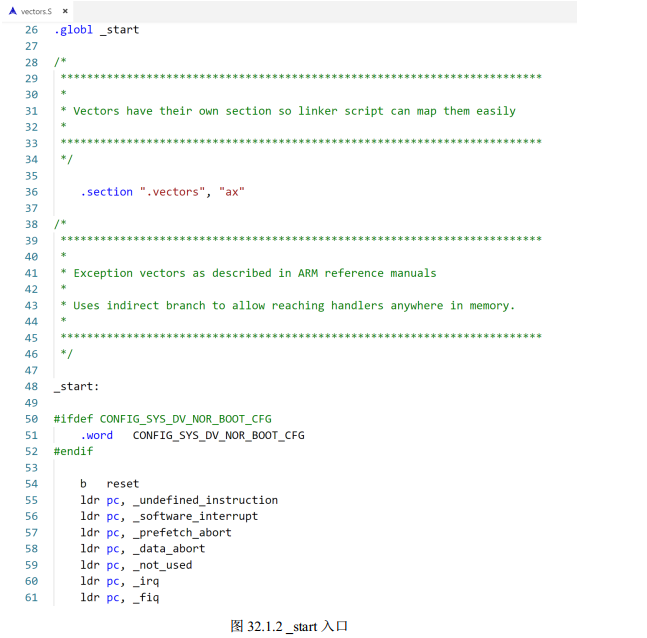 vectors.S ×
26 .globl _start
27
28 /*
29 *************************************************************************
30 *
31 * Vectors have their own section so linker script can map them easily
32 *
33 *************************************************************************
34 */
35
36 .section ".vectors", "ax"
37
38 /*
39 *************************************************************************
40 *
41 * Exception vectors as described in ARM reference manuals
42 *
43 * Uses indirect branch to allow reaching handlers anywhere in memory.
44 *
45 *************************************************************************
46 */
47
48 _start:
49
50 #ifdef CONFIG_SYS_DV_NOR_BOOT_CFG
51 .word CONFIG_SYS_DV_NOR_BOOT_CFG
52 #endif
53
54 b reset
55 ldr pc, _undefined_instruction
56 ldr pc, _software_interrupt
57 ldr pc, _prefetch_abort
58 ldr pc, _data_abort
59 ldr pc, _not_used
60 ldr pc, _irq
61 ldr pc, _fiq
图 32.1.2 _start 入口